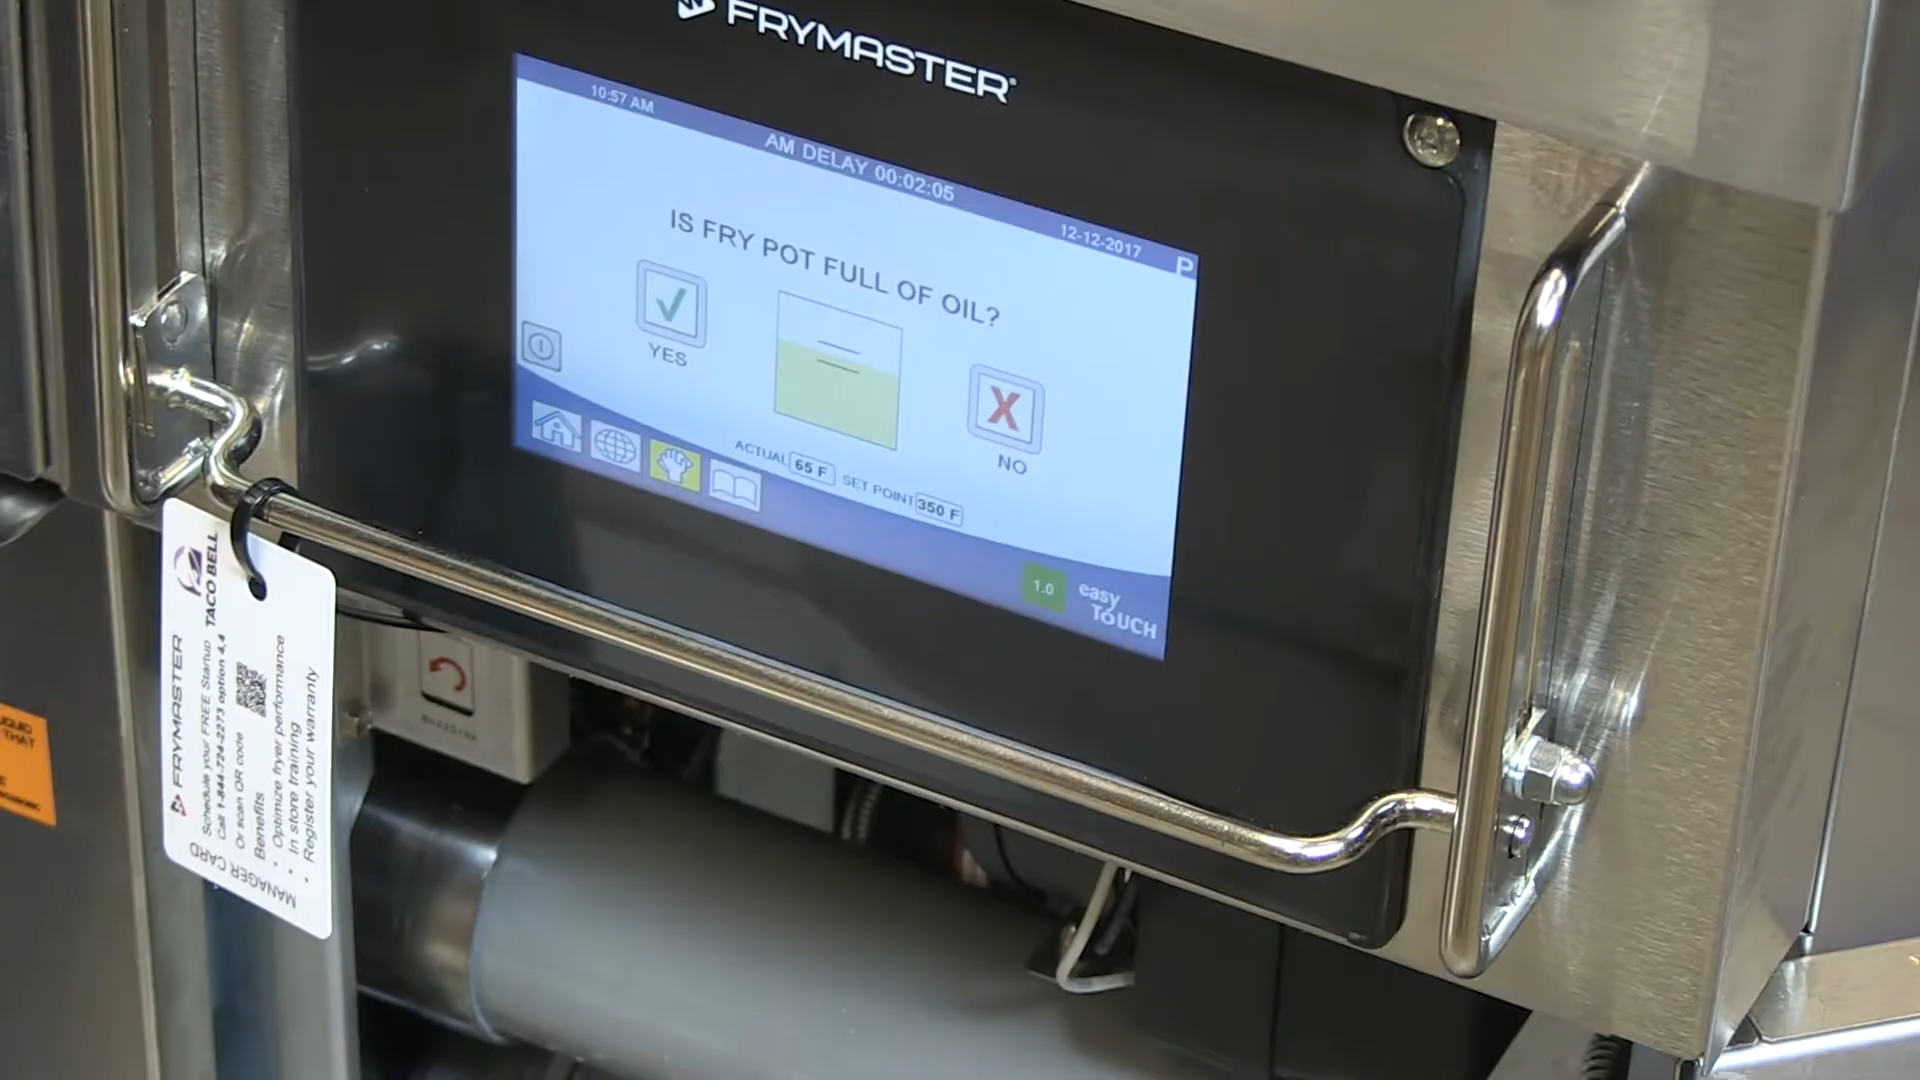 FRYMASTER
10:57 AM
AM DELAY 00:02:05
12-12-2017
P
IS FRY POT FULL OF OIL?
YES
NO
ACTUAL 65 F
SET POINT 350 F
1.0
easy
ToUCH
TACO BELL
FRYMASTER
Schedule your FREE Startup
Call 1-844-724-2273 option 4,4
Or scan QR code
Benefits
• Optimize fryer performance
• In store training
• Register your warranty
MANAGER CARD
THAT